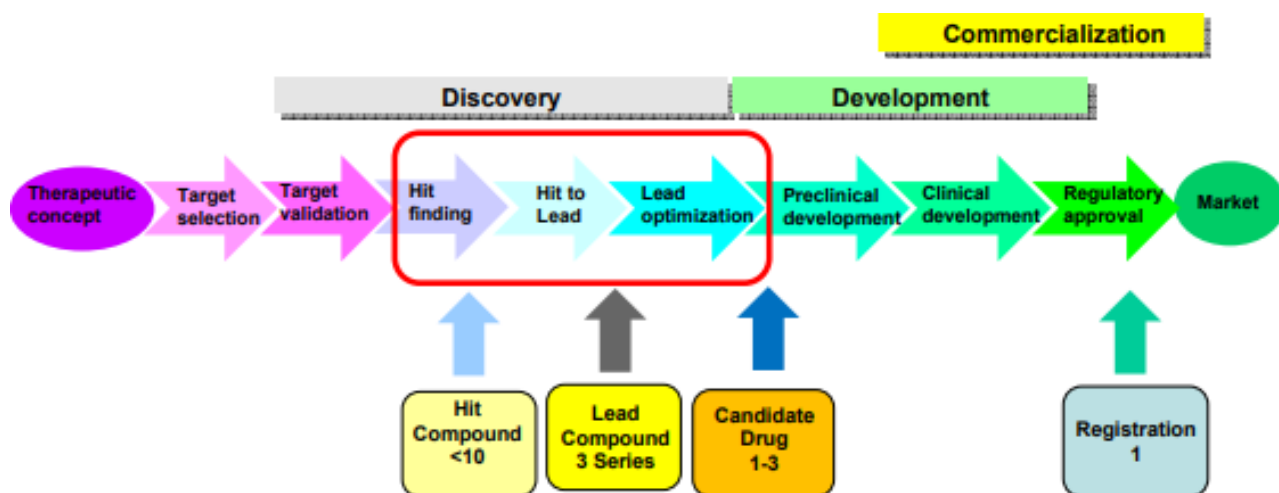 Commercialization
Discovery
Development
Therapeutic
concept
Target
selection
Target
validation
Hit
finding
Hit to
Lead
Lead
optimization
Preclinical
development
Clinical
development
Regulatory
approval
Market
Hit
Compound
<10
Lead
Compound
3 Series
Candidate
Drug
1-3
Registration
1